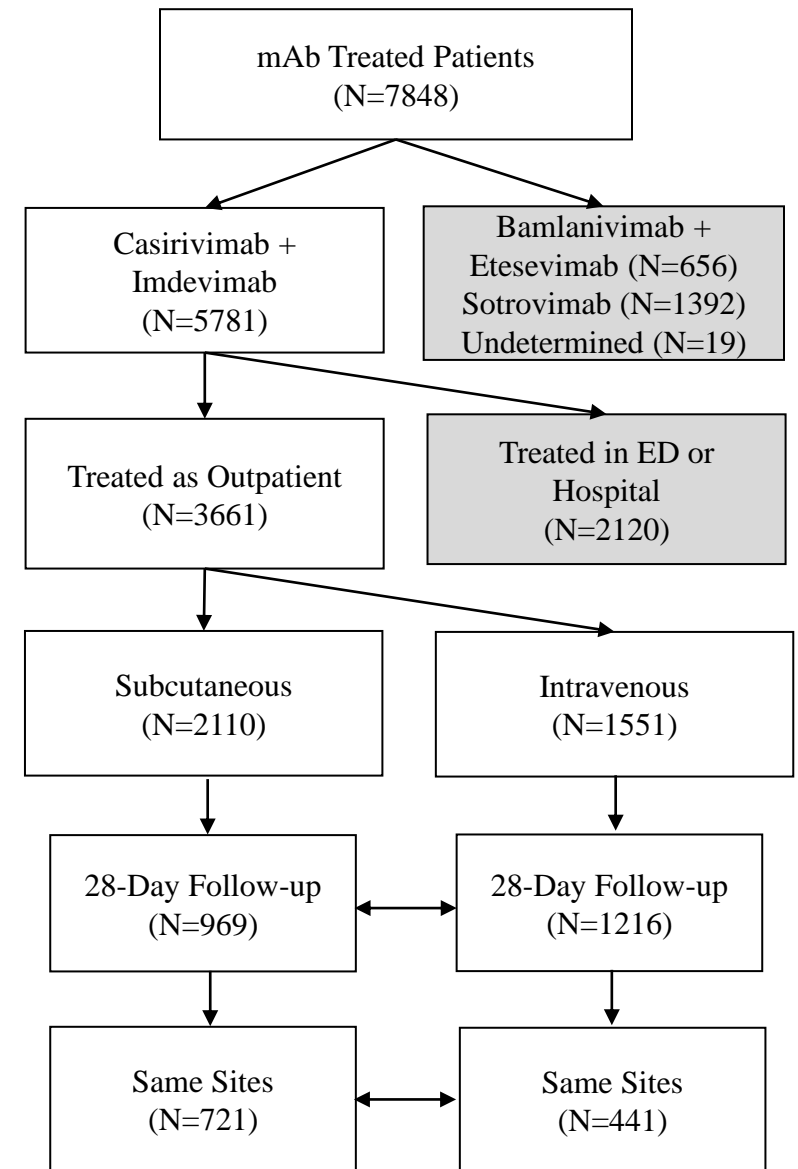 mAb Treated Patients
(N=7848)
Casirivimab +
Imdevimab
(N=5781)
Bamlanivimab +
Etesevimab (N=656)
Sotrovimab (N=1392)
Undetermined (N=19)
Treated as Outpatient
(N=3661)
Treated in ED or
Hospital
(N=2120)
Subcutaneous
(N=2110)
Intravenous
(N=1551)
28-Day Follow-up
(N=969)
28-Day Follow-up
(N=1216)
Same Sites
(N=721)
Same Sites
(N=441)